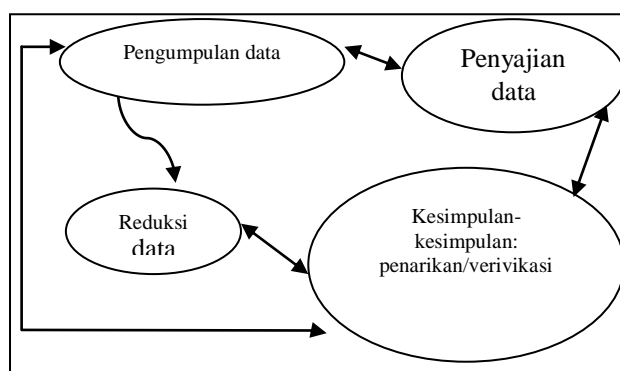 Pengumpulan data
Penyajian
data
Reduksi
data
Kesimpulan-
kesimpulan:
penarikan/verivikasi